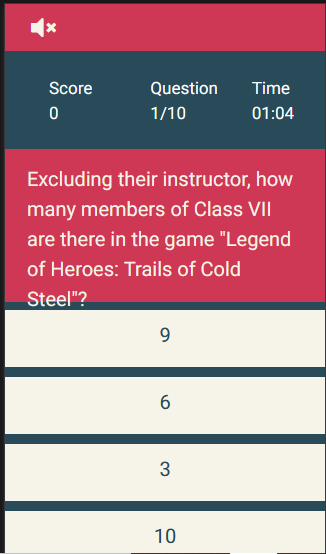 Score Question Time
0 1/10 01:04
Excluding their instructor, how
many members of Class VII
are there in the game "Legend
of Heroes: Trails of Cold
Steel"?
9
6
3
10